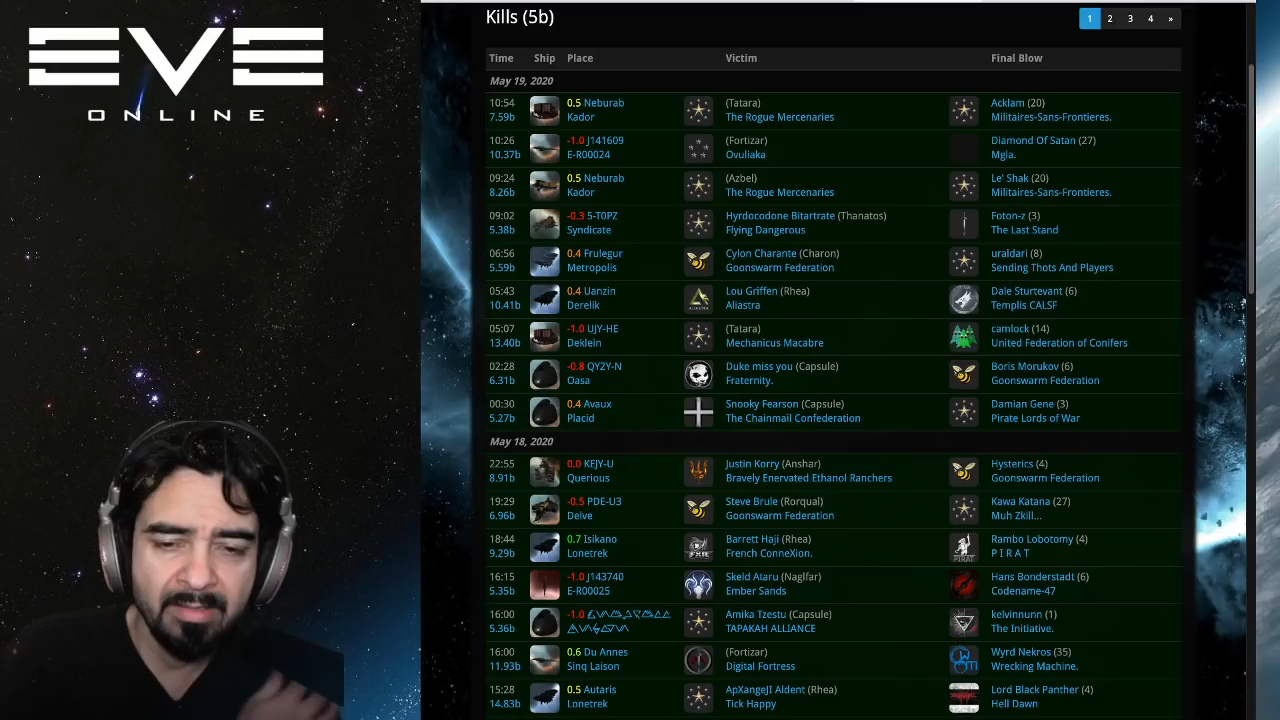 EVE
ONLINE
Kills (5b)
1 2 3 4 »
Time Ship Place Victim Final Blow
May 19, 2020
10:54 0.5 Neburab (Tatara) Acklam (20)
7.59b Kador The Rogue Mercenaries Militaires-Sans-Frontieres.
10:26 -1.0 J141609 (Fortizar) Diamond Of Satan (27)
10.37b E-R00024 Ovuliaka Mgla.
09:24 0.5 Neburab (Azbel) Le' Shak (20)
8.26b Kador The Rogue Mercenaries Militaires-Sans-Frontieres.
09:02 -0.3 5-T0PZ Hyrdocodone Bitartrate (Thanatos) Foton-z (3)
5.38b Syndicate Flying Dangerous The Last Stand
06:56 0.4 Frulegur Cylon Charante (Charon) uraldari (8)
5.59b Metropolis Goonswarm Federation Sending Thots And Players
05:43 0.4 Uanzin Lou Griffen (Rhea) Dale Sturtevant (6)
10.41b Derelik Aliastra Templis CALSF
05:07 -1.0 UJY-HE (Tatara) camlock (14)
13.40b Deklein Mechanicus Macabre United Federation of Conifers
02:28 -0.8 QY2Y-N Duke miss you (Capsule) Boris Morukov (6)
6.31b Oasa Fraternity. Goonswarm Federation
00:30 0.4 Avaux Snooky Fearson (Capsule) Damian Gene (3)
5.27b Placid The Chainmail Confederation Pirate Lords of War
May 18, 2020
22:55 0.0 KEJY-U Justin Korry (Anshar) Hysterics (4)
8.91b Querious Bravely Enervated Ethanol Ranchers Goonswarm Federation
19:29 -0.5 PDE-U3 Steve Brule (Rorqual) Kawa Katana (27)
6.96b Delve Goonswarm Federation Muh Zkill...
18:44 0.7 Isikano Barrett Haji (Rhea) Rambo Lobotomy (4)
9.29b Lonetrek French ConneXion. P I R A T
16:15 -1.0 J143740 Skeld Ataru (Naglfar) Hans Bonderstadt (6)
5.35b E-R00025 Ember Sands Codename-47
16:00 -1.0 Amika Tzestu (Capsule) kelvinnunn (1)
5.36b TAPAKAH ALLIANCE The Initiative.
16:00 0.6 Du Annes (Fortizar) Wyrd Nekros (35)
11.93b Sinq Laison Digital Fortress Wrecking Machine.
15:28 0.5 Autaris ApXangeJI Aldent (Rhea) Lord Black Panther (4)
14.83b Lonetrek Tick Happy Hell Dawn